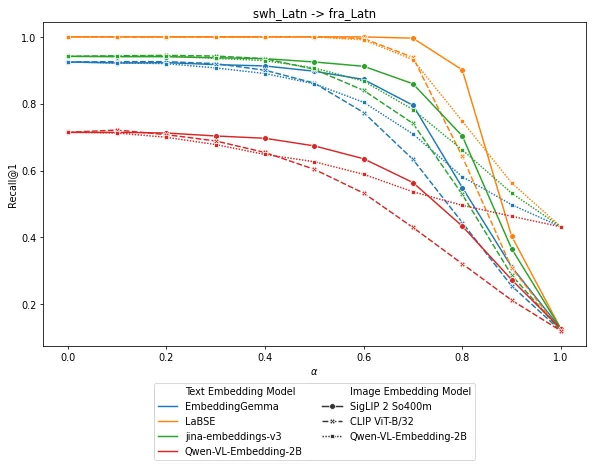 swh_Latn -> fra_Latn
Recall@1
1.0
0.8
0.6
0.4
0.2
0.0 0.2 0.4 0.6 0.8 1.0
α
Text Embedding Model
EmbeddingGemma
LaBSE
jina-embeddings-v3
Qwen-VL-Embedding-2B
Image Embedding Model
SigLIP 2 So400m
CLIP ViT-B/32
Qwen-VL-Embedding-2B